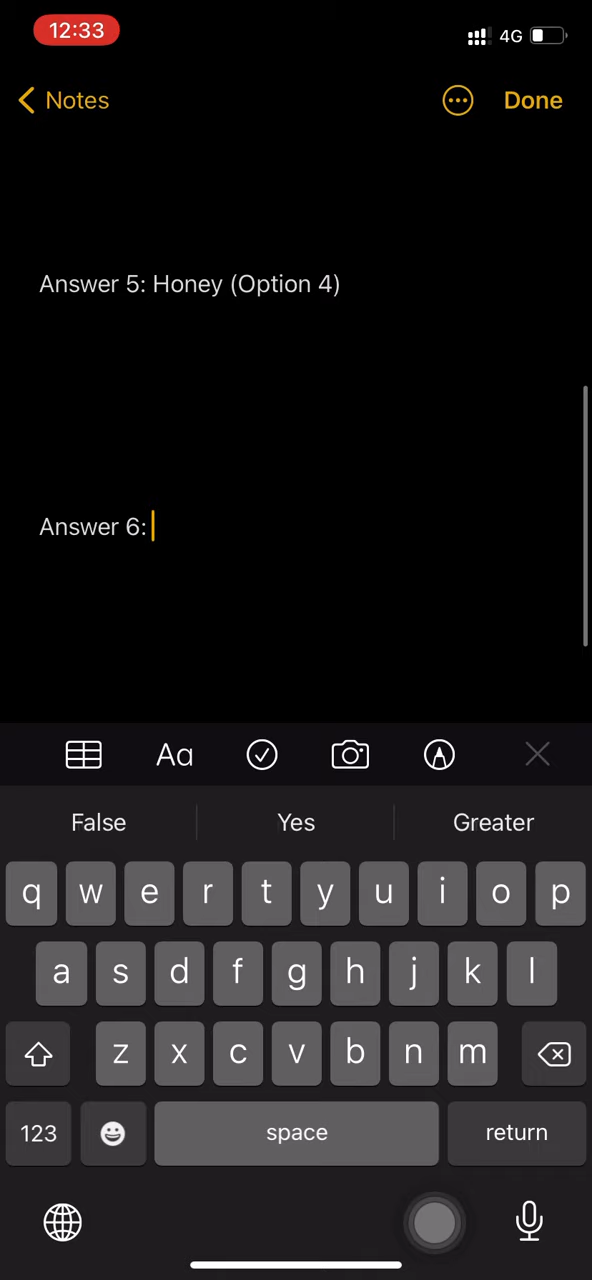 12:33
4G
Notes
Done
Answer 5: Honey (Option 4)
Answer 6:
Aa
False
Yes
Greater
q w e r t y u i o p
a s d f g h j k l
z x c v b n m
123
space
return